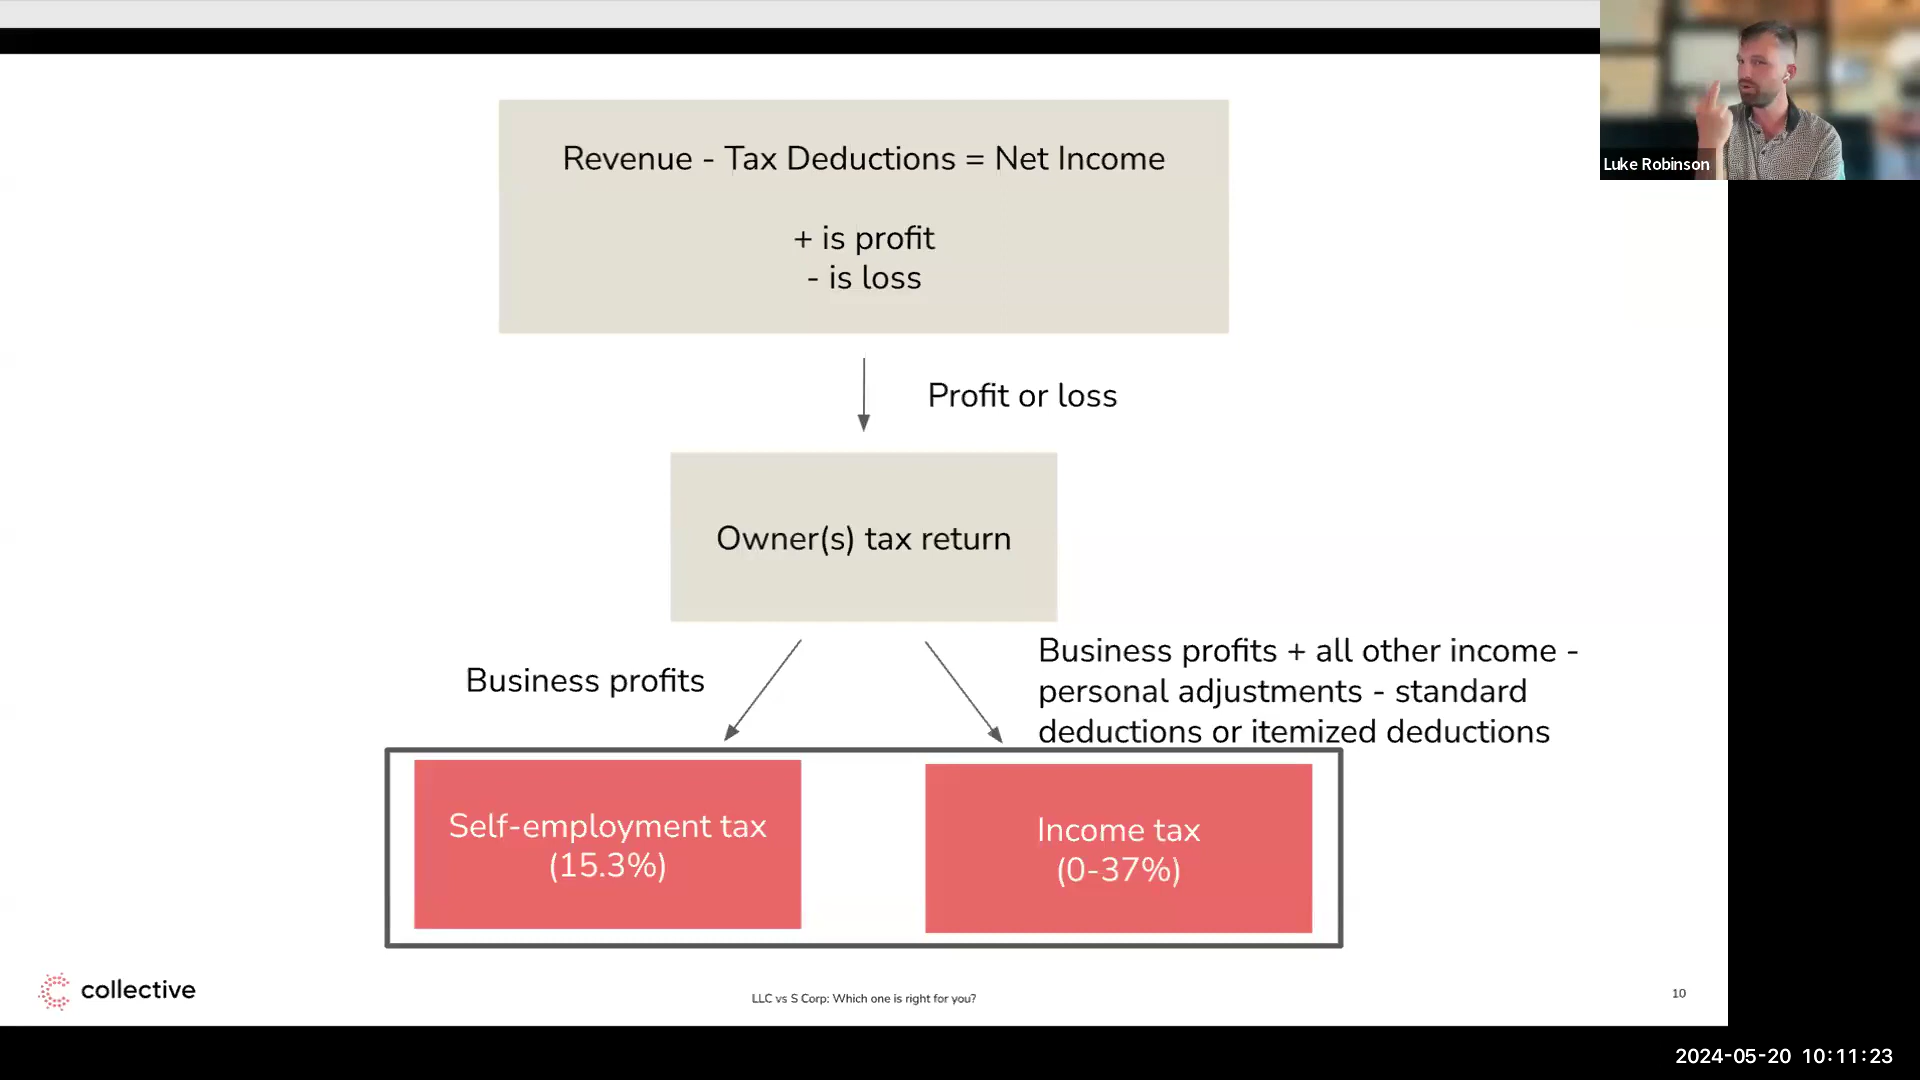 Revenue - Tax Deductions = Net Income
+ is profit
- is loss
Luke Robinson
Profit or loss
Owner(s) tax return
Business profits
Business profits + all other income -
personal adjustments - standard
deductions or itemized deductions
Self-employment tax
(15.3%)
Income tax
(0-37%)
collective
LLC vs S Corp: Which one is right for you?
10
2024-05-20 10:11:23